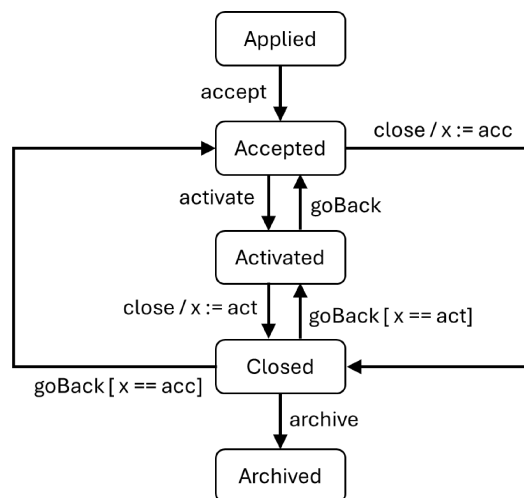 Applied
accept
close / x := acc
Accepted
activate
goBack
Activated
close / x := act
goBack [ x == act]
Closed
goBack [ x == acc]
archive
Archived